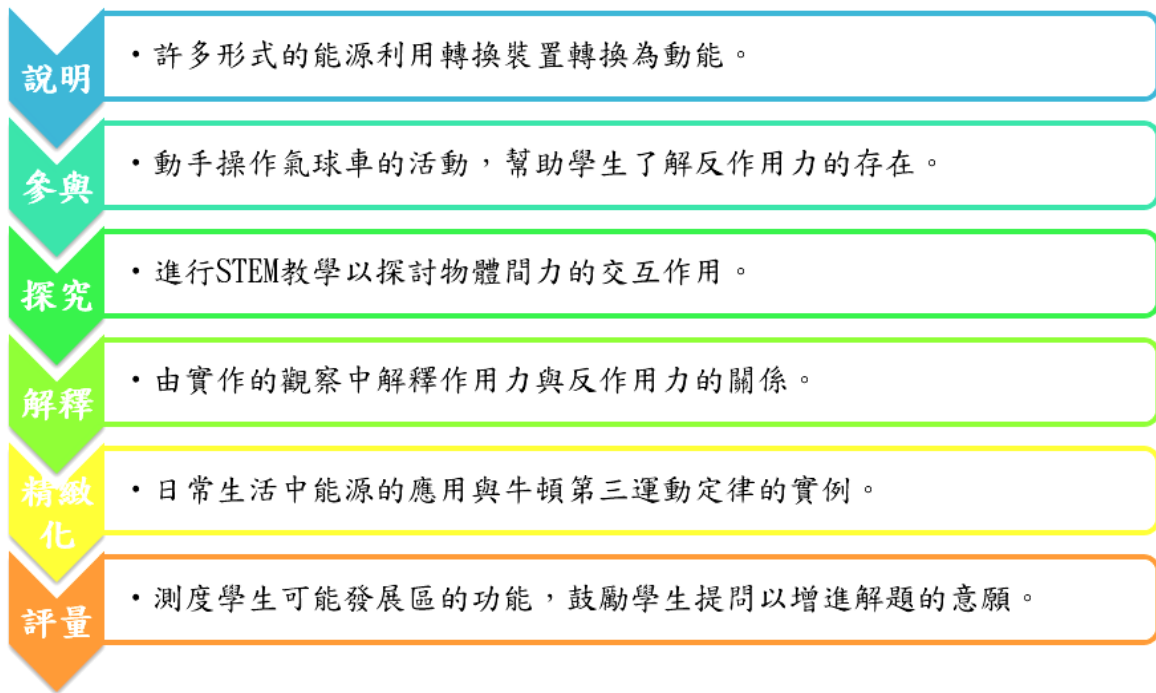 說明
・許多形式的能源利用轉換裝置轉換為動能。
參與
・動手操作氣球車的活動，幫助學生了解反作用力的存在。
探究
・進行STEM教學以探討物體間力的交互作用。
解釋
・由實作的觀察中解釋作用力與反作用力的關係。
精緻
化
・日常生活中能源的應用與牛頓第三運動定律的實例。
評量
・測度學生可能發展區的功能，鼓勵學生提問以增進解題的意願。